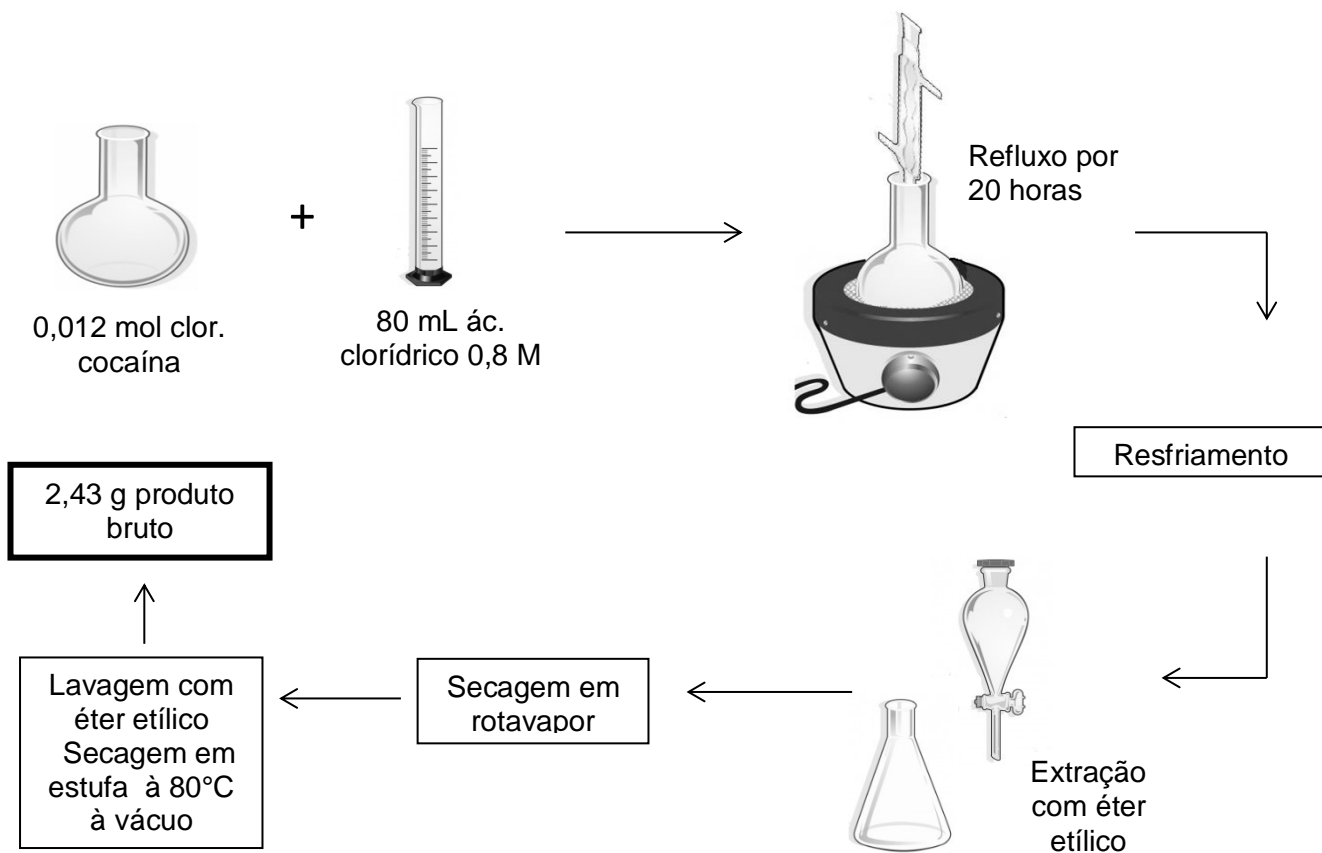 +
0,012 mol clor.
cocaína
80 mL ác.
clorídrico 0,8 M
Refluxo por
20 horas
Resfriamento
Extração
com éter
etílico
Secagem em
rotavapor
Lavagem com
éter etílico
Secagem em
estufa à 80°C
à vácuo
2,43 g produto
bruto